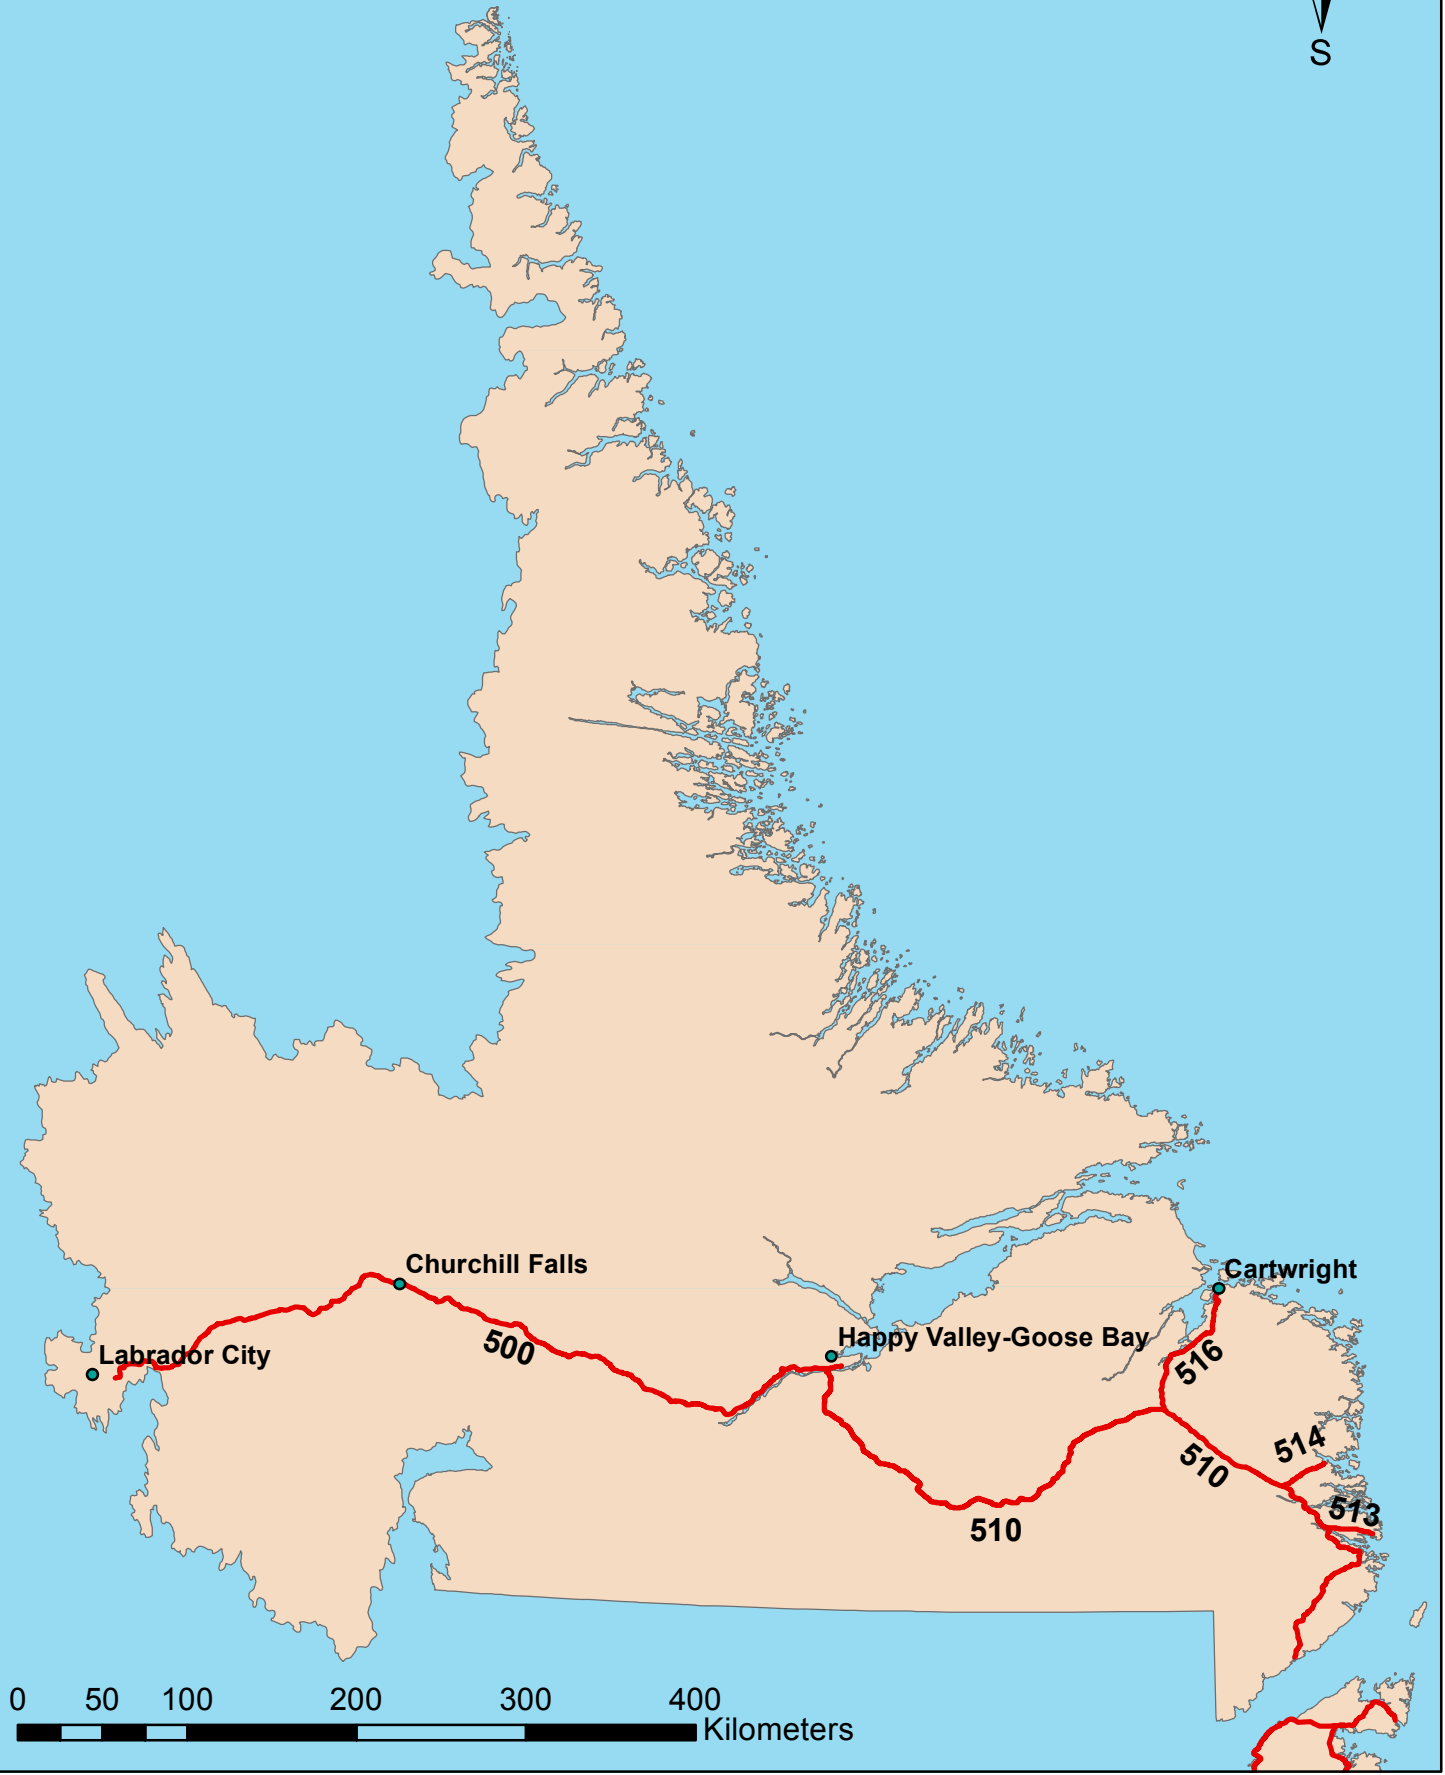 S
Churchill Falls
Cartwright
Happy Valley-Goose Bay
500
Labrador City
516
514
510
513
510
0 50 100 200 300 400
Kilometers